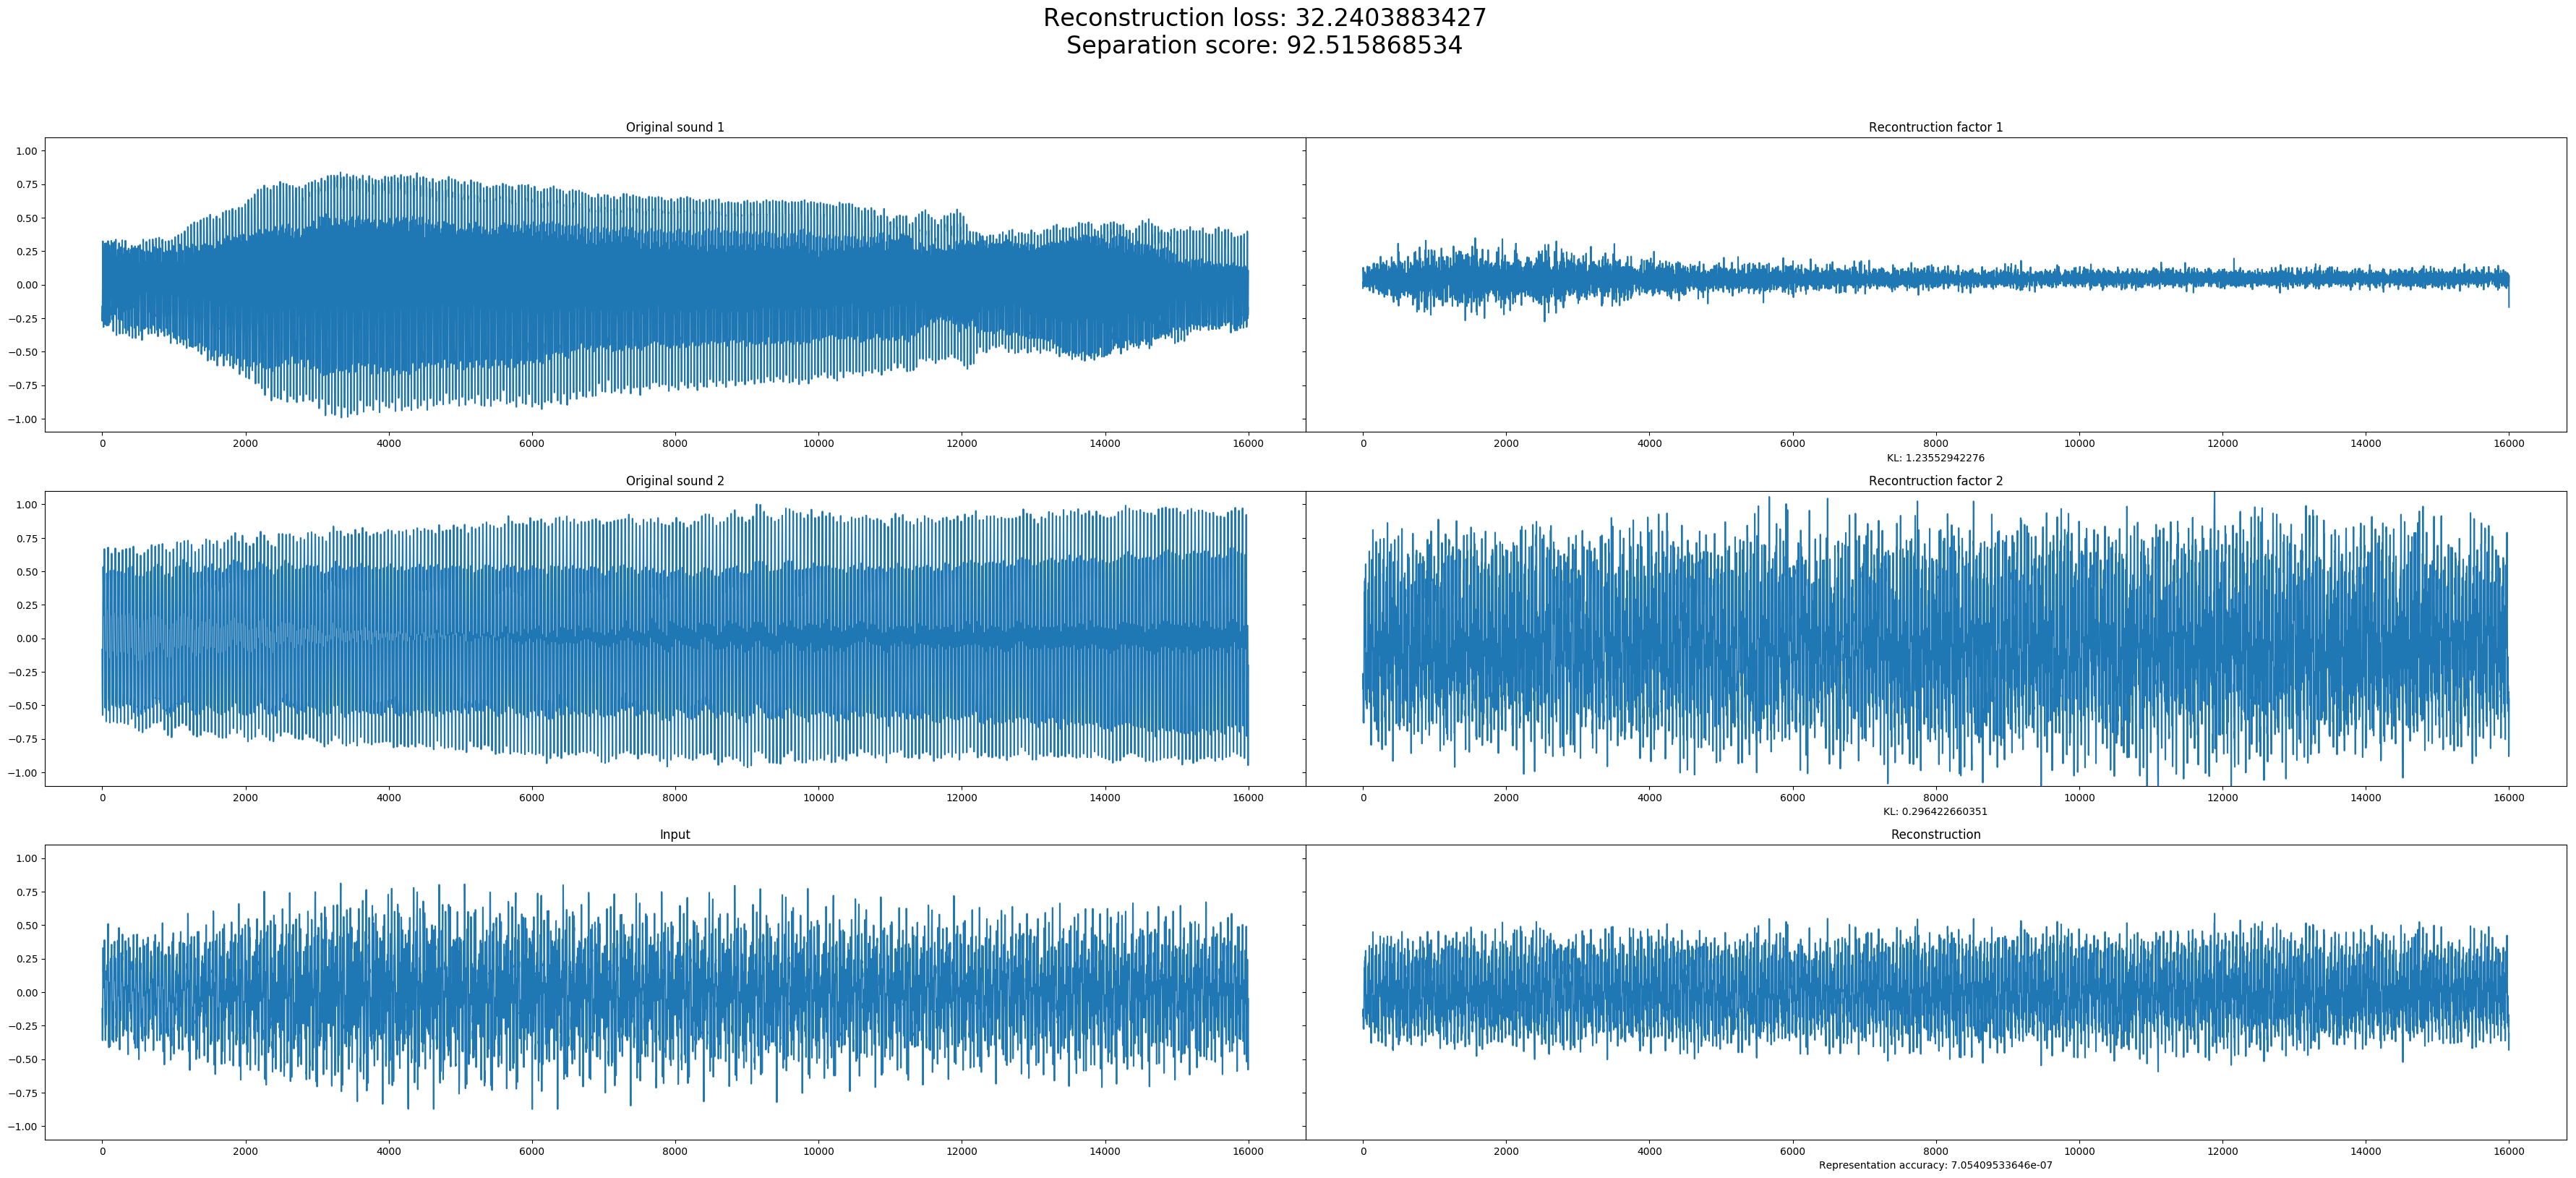 Reconstruction loss: 32.2403883427
Separation score: 92.515868534
Original sound 1
Recontruction factor 1
1.00
0.75
0.50
0.25
0.00
−0.25
−0.50
−0.75
−1.00
0 2000 4000 6000 8000 10000 12000 14000 16000
0 2000 4000 6000 8000 10000 12000 14000 16000
KL: 1.23552942276
Original sound 2
Recontruction factor 2
1.00
0.75
0.50
0.25
0.00
−0.25
−0.50
−0.75
−1.00
0 2000 4000 6000 8000 10000 12000 14000 16000
0 2000 4000 6000 8000 10000 12000 14000 16000
KL: 0.296422660351
Input
Reconstruction
1.00
0.75
0.50
0.25
0.00
−0.25
−0.50
−0.75
−1.00
0 2000 4000 6000 8000 10000 12000 14000 16000
0 2000 4000 6000 8000 10000 12000 14000 16000
Representation accuracy: 7.05409533646e-07